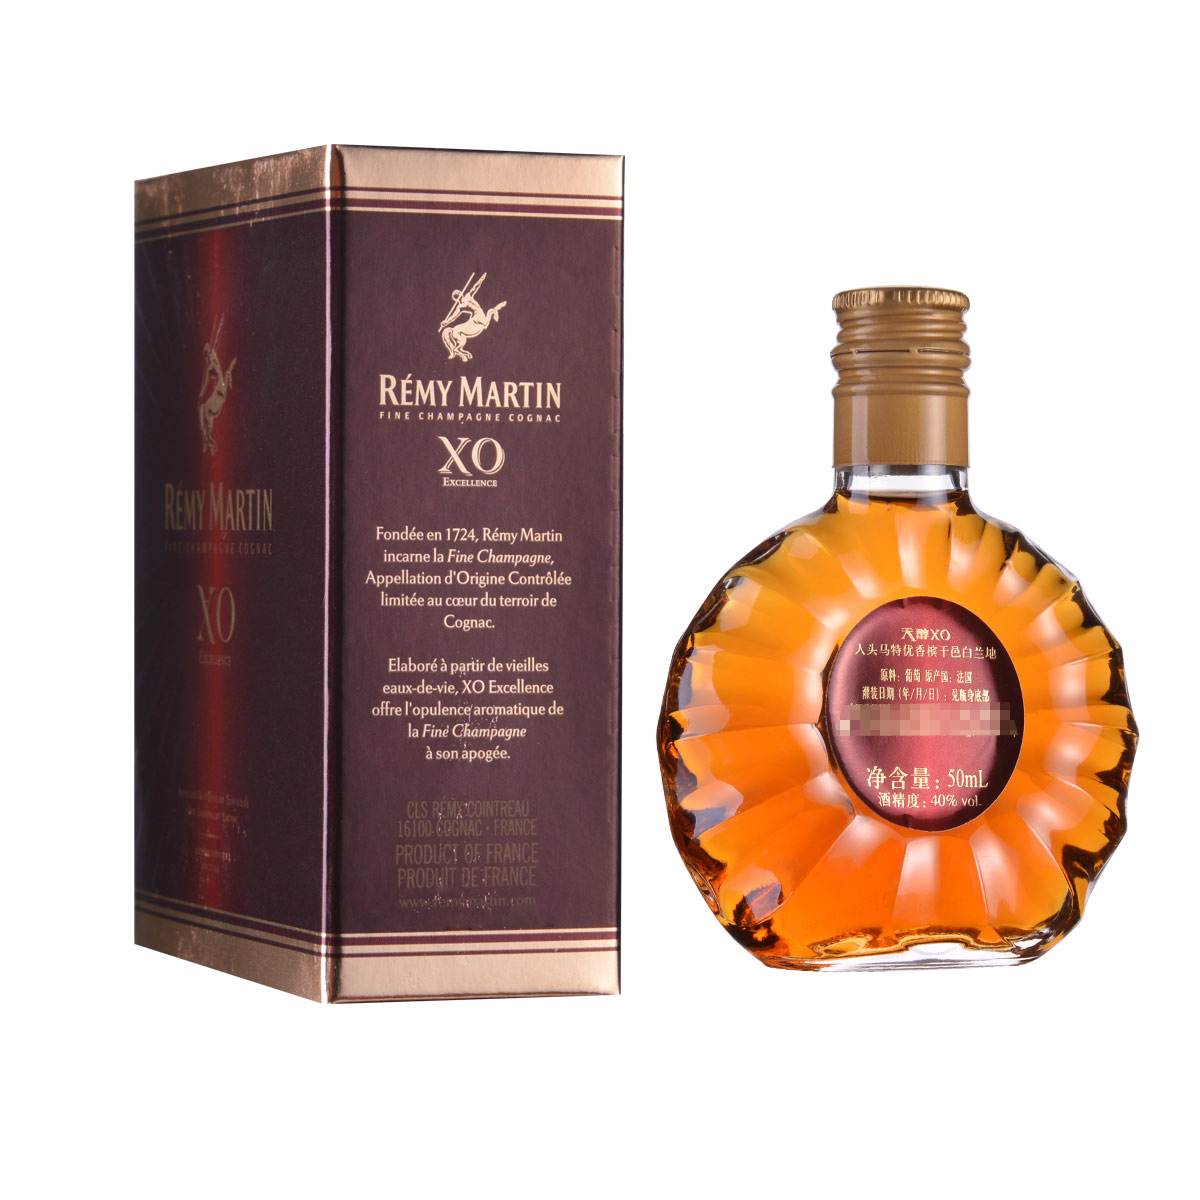 RÉMY MARTIN
FINE CHAMPAGNE COGNAC
XO
EXCELLENCE
RÉMY MARTIN
FINE CHAMPAGNE COGNAC
XO
EXCELLENCE
Fondée en 1724, Rémy Martin
incarne la Fine Champagne,
Appellation d'Origine Contrôlée
limitée au cœur du terroir de
Cognac.
Elaboré à partir de vieilles
eaux-de-vie, XO Excellence
offre l'opulence aromatique de
la Fine Champagne
à son apogée.
CLS RÉMY COINTREAU
16100 COGNAC - FRANCE
PRODUCT OF FRANCE
PRODUIT DE FRANCE
www.remymartin.com
天醇XO
人头马特优香槟干邑白兰地
原料：葡萄 原产国：法国
灌装日期（年/月/日）：见瓶身底部
净含量：50mL
酒精度：40% vol.